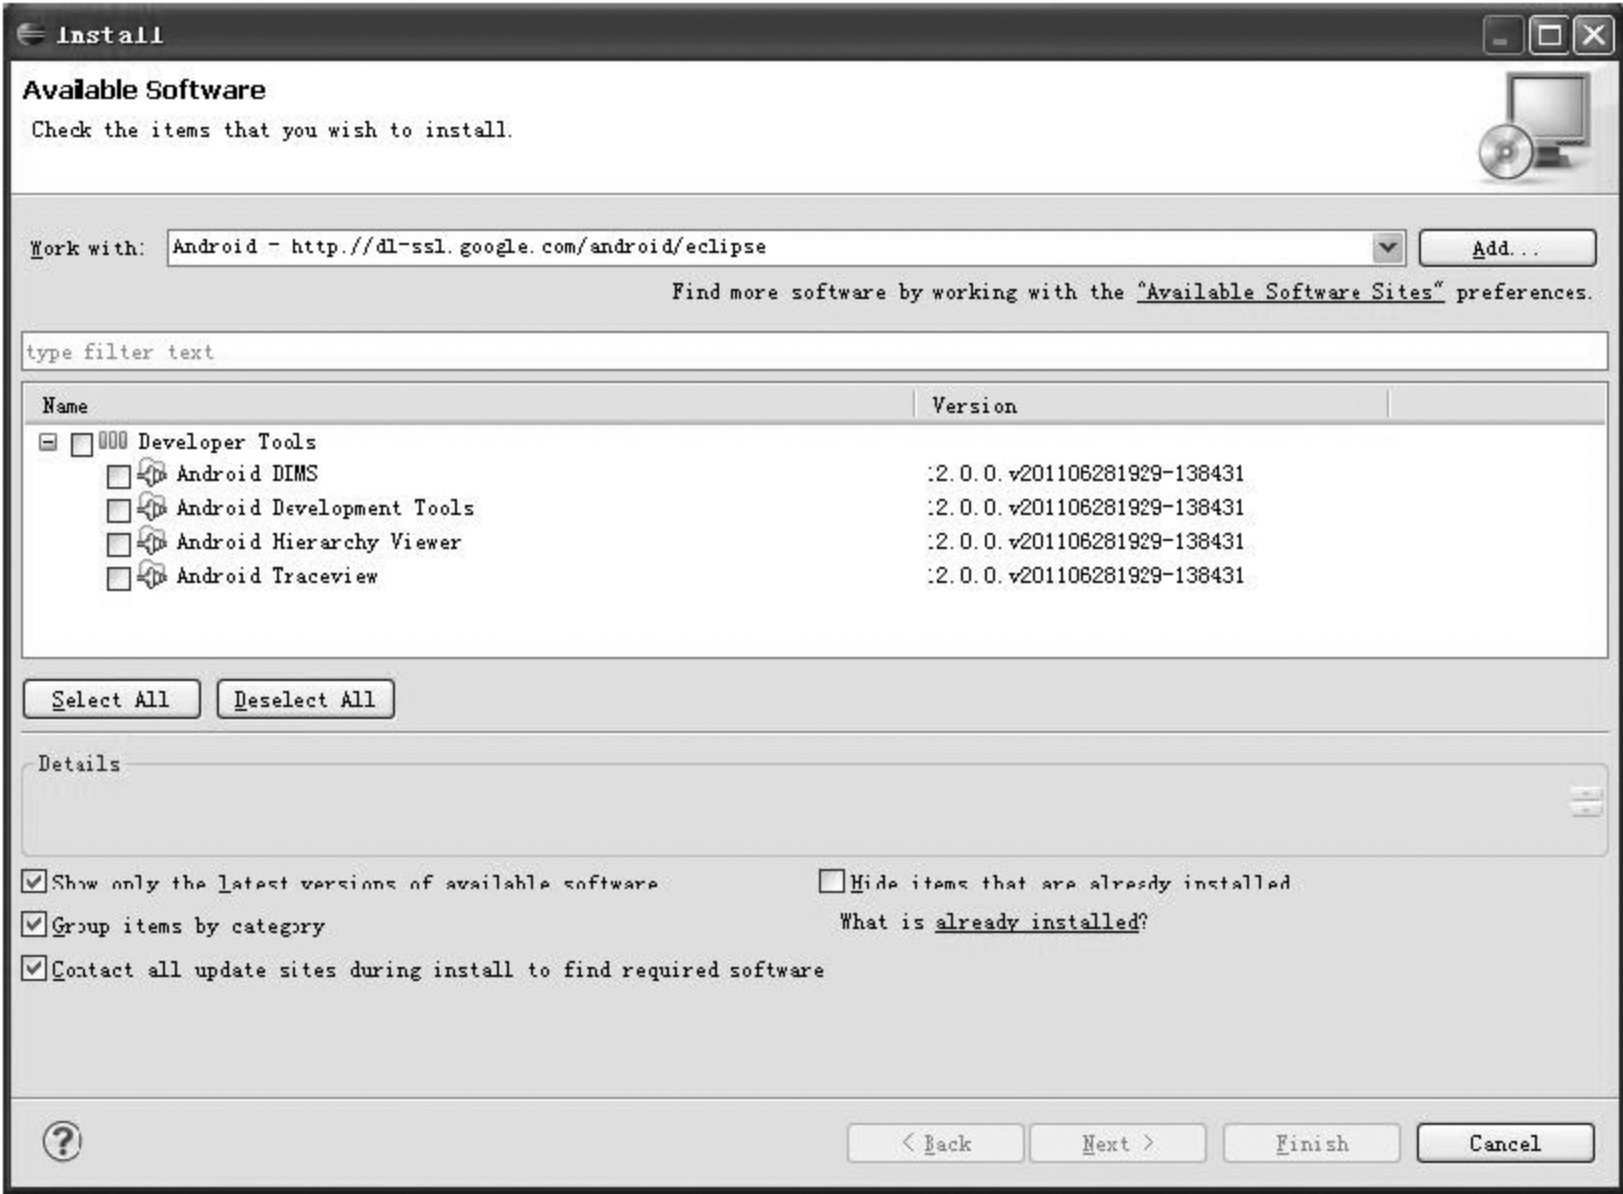 Install
Available Software
Check the items that you wish to install.
Work with: Android - http://dl-ssl.google.com/android/eclipse Add...
Find more software by working with the "Available Software Sites" preferences.
type filter text
Name Version
Developer Tools
Android DIMS 12.0.0.v201106281929-138431
Android Development Tools 12.0.0.v201106281929-138431
Android Hierarchy Viewer 12.0.0.v201106281929-138431
Android Traceview 12.0.0.v201106281929-138431
Select All Deselect All
Details
Show only the latest versions of available software Hide items that are already installed
Group items by category What is already installed?
Contact all update sites during install to find required software
? < Back Next > Finish Cancel